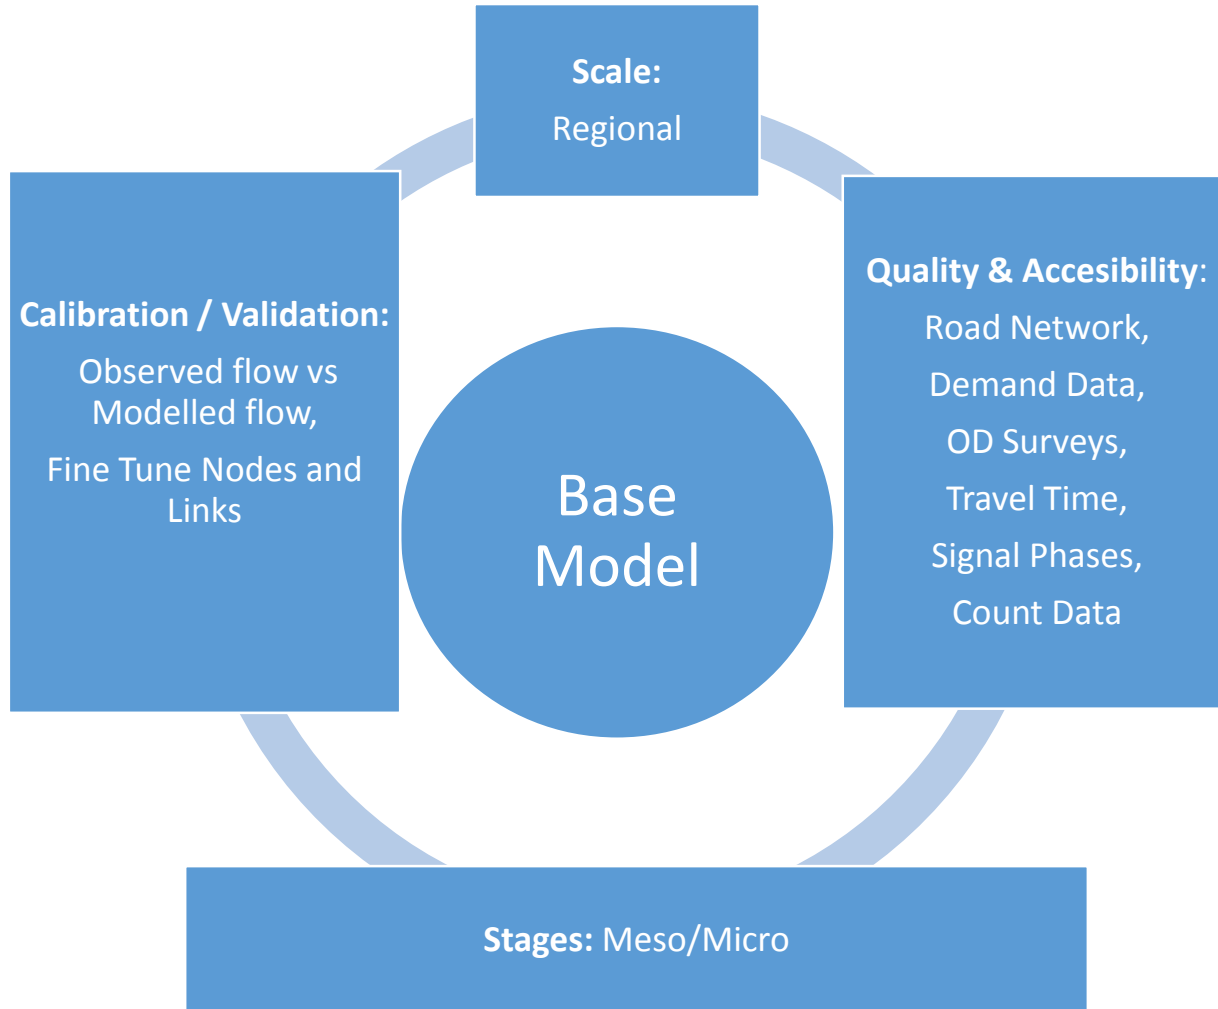 Scale:
Regional
Quality & Accesibility:
Road Network,
Demand Data,
OD Surveys,
Travel Time,
Signal Phases,
Count Data
Stages: Meso/Micro
Calibration / Validation:
Observed flow vs
Modelled flow,
Fine Tune Nodes and
Links
Base
Model